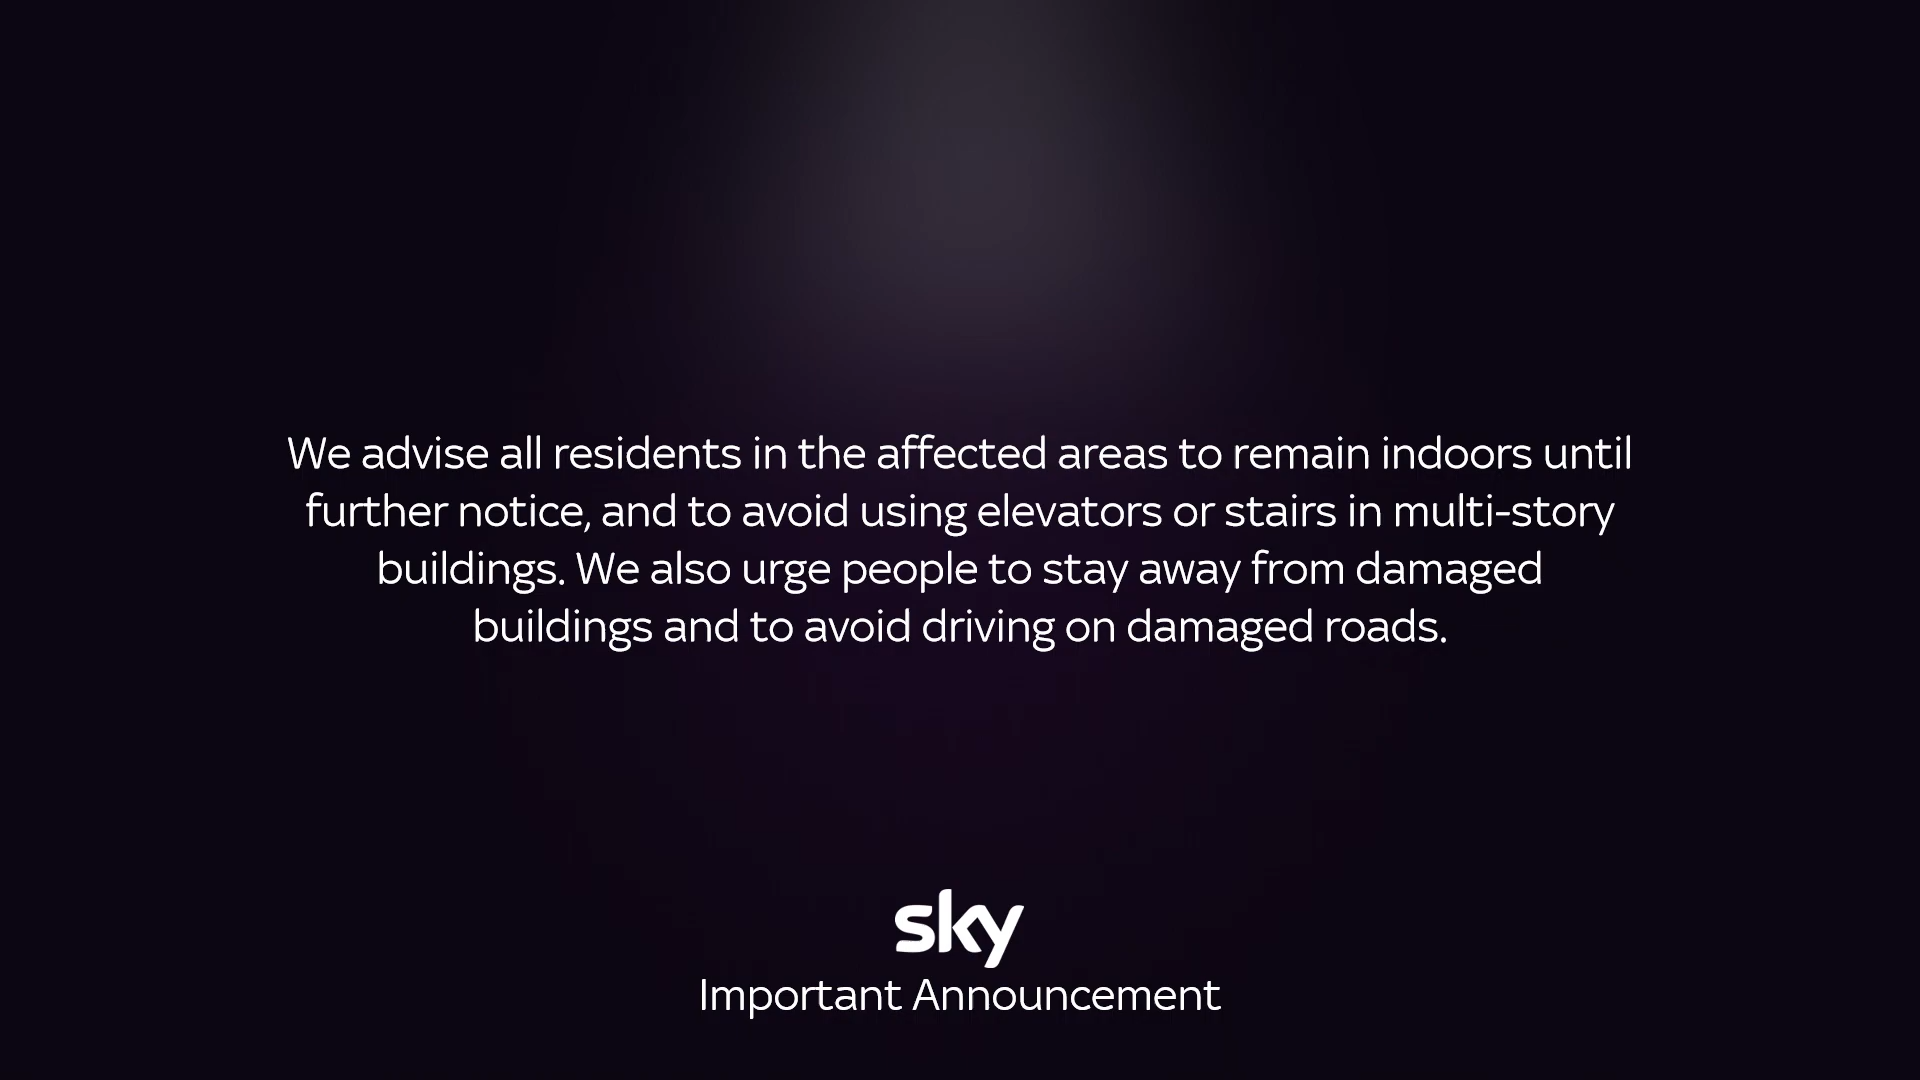 We advise all residents in the affected areas to remain indoors until
further notice, and to avoid using elevators or stairs in multi-story
buildings. We also urge people to stay away from damaged
buildings and to avoid driving on damaged roads.
sky
Important Announcement